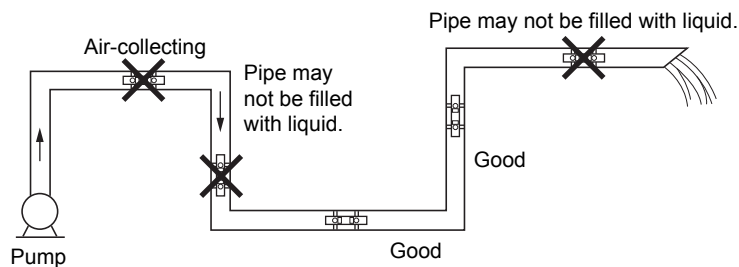 Pipe may not be filled with liquid.
Air-collecting
Pipe may
not be filled
with liquid.
Good
Good
Pump